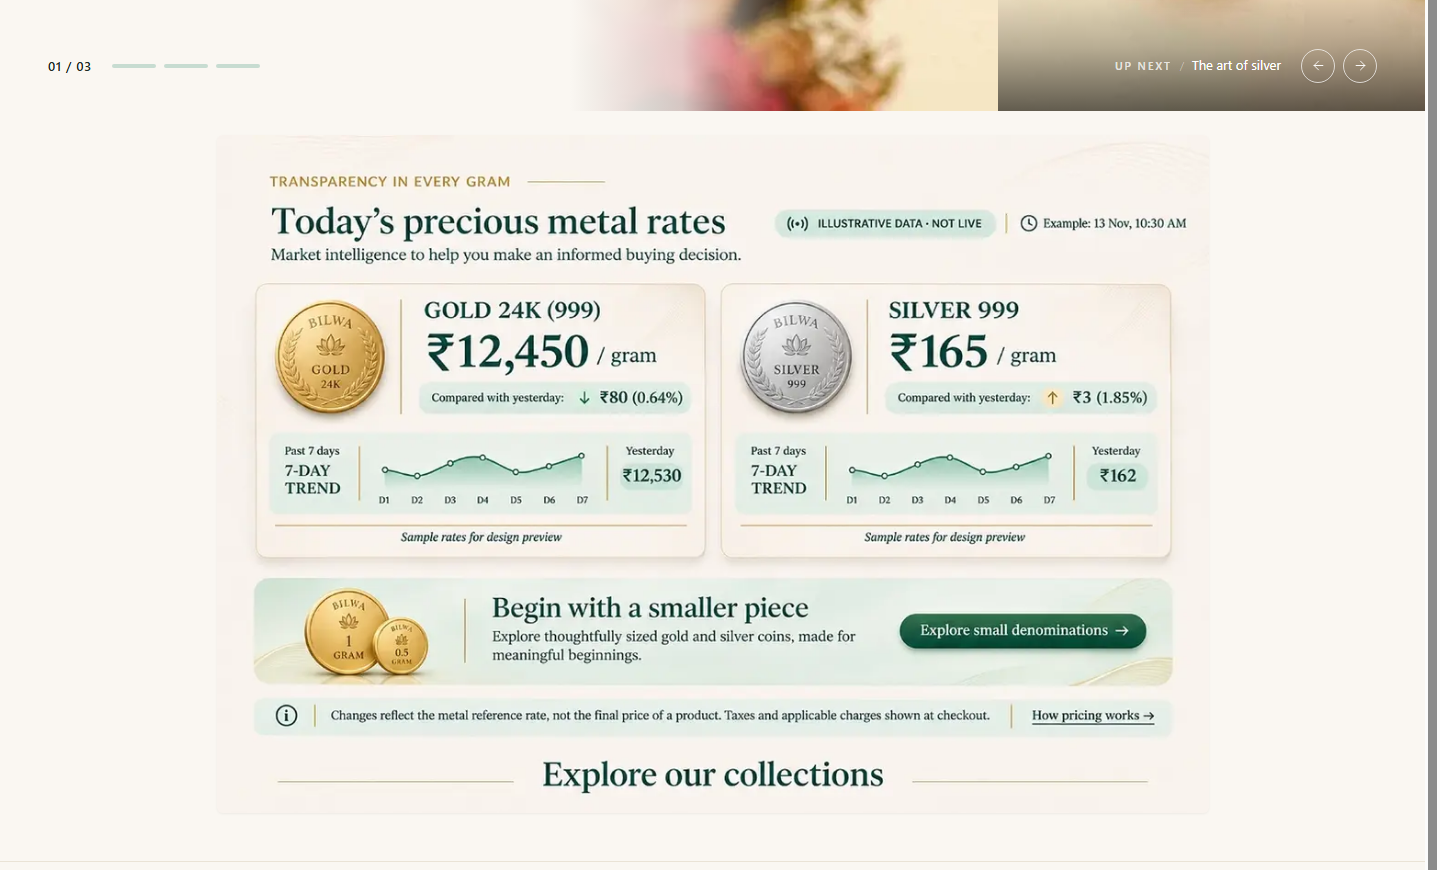 01 / 03
UP NEXT / The art of silver
TRANSPARENCY IN EVERY GRAM
Today's precious metal rates
Market intelligence to help you make an informed buying decision.
ILLUSTRATIVE DATA · NOT LIVE
Example: 13 Nov, 10:30 AM
BILWA
GOLD
24K
GOLD 24K (999)
₹12,450 / gram
Compared with yesterday: ↓ ₹80 (0.64%)
Past 7 days
7-DAY
TREND
D1 D2 D3 D4 D5 D6 D7
Yesterday
₹12,530
Sample rates for design preview
BILWA
SILVER
999
SILVER 999
₹165 / gram
Compared with yesterday: ↑ ₹3 (1.85%)
Past 7 days
7-DAY
TREND
D1 D2 D3 D4 D5 D6 D7
Yesterday
₹162
Sample rates for design preview
BILWA
1
GRAM
BILWA
0.5
GRAM
Begin with a smaller piece
Explore thoughtfully sized gold and silver coins, made for
meaningful beginnings.
Explore small denominations →
Changes reflect the metal reference rate, not the final price of a product. Taxes and applicable charges shown at checkout.
How pricing works →
Explore our collections